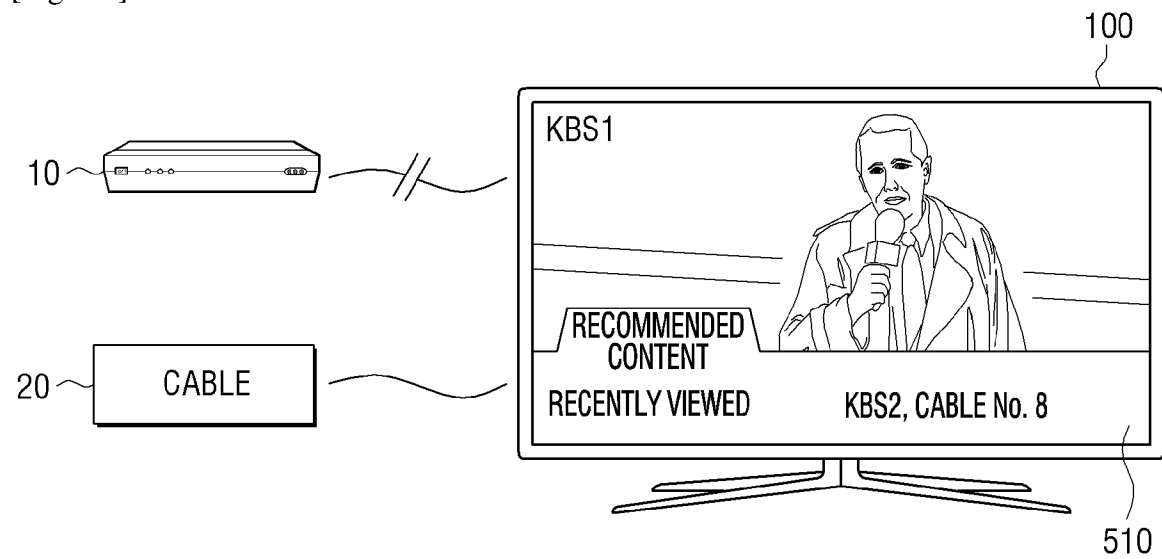 100
KBS1
10
RECOMMENDED
CONTENT
20
CABLE
RECENTLY VIEWED KBS2, CABLE No. 8
510